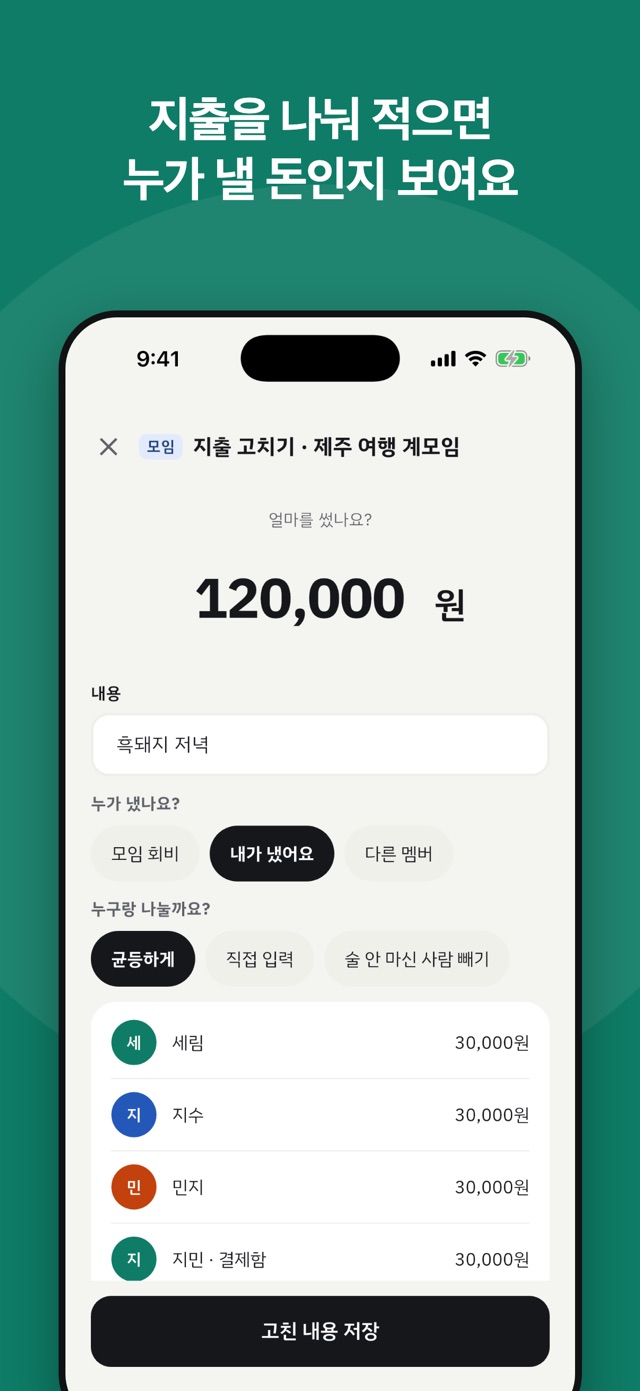 지출을 나눠 적으면
누가 낼 돈인지 보여요
9:41
모임 지출 고치기 · 제주 여행 계모임
얼마를 썼나요?
120,000 원
내용
흑돼지 저녁
누가 냈나요?
모임 회비 내가 냈어요 다른 멤버
누구랑 나눌까요?
균등하게 직접 입력 술 안 마신 사람 빼기
세 세림 30,000원
지 지수 30,000원
민 민지 30,000원
지 지민 · 결제함 30,000원
고친 내용 저장